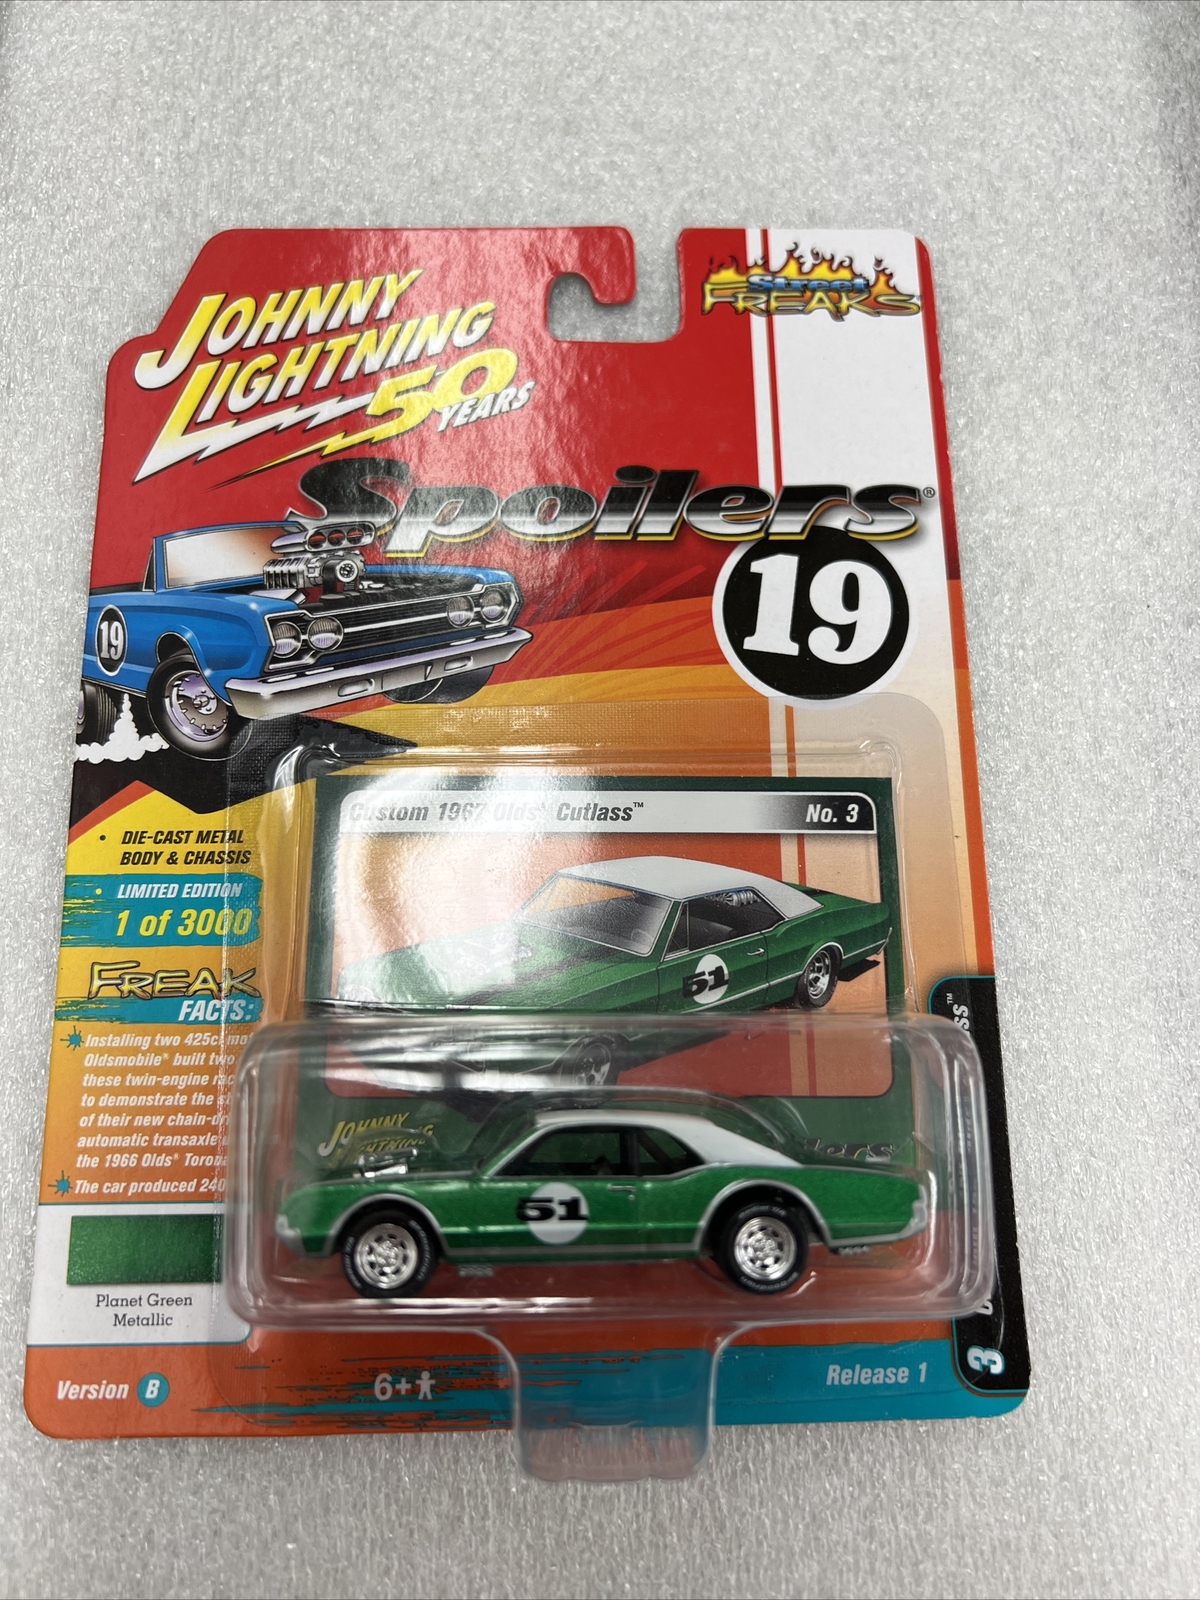 JOHNNY
LIGHTNING
50
YEARS
Street
FREAKS
Spoilers®
19
19
Custom 1967 Olds® Cutlass™
No. 3
• DIE-CAST METAL
BODY & CHASSIS
• LIMITED EDITION
1 of 3000
FREAK
FACTS:
Installing two 425ci mo
Oldsmobile® built two
these twin-engine rac
to demonstrate the
of their new chain-dr
automatic transaxle
the 1966 Olds® Toron
The car produced 240
51
JOHNNY
LIGHTNING
51
Planet Green
Metallic
Version B
6+
Release 1
3